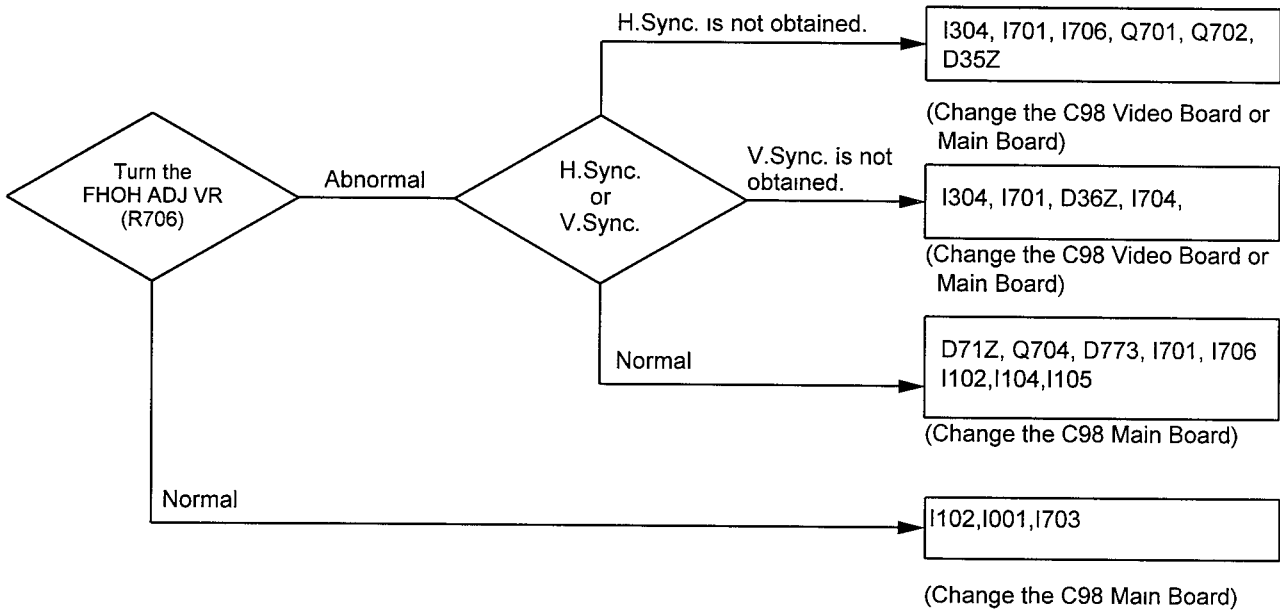 H.Sync. is not obtained.
I304, I701, I706, Q701, Q702,
D35Z
(Change the C98 Video Board or
Main Board)
Turn the
FHOH ADJ VR
(R706)
Abnormal
H.Sync.
or
V.Sync.
V.Sync. is not
obtained.
I304, I701, D36Z, I704,
(Change the C98 Video Board or
Main Board)
Normal
D71Z, Q704, D773, I701, I706
I102,I104,I105
(Change the C98 Main Board)
Normal
I102,I001,I703
(Change the C98 Main Board)